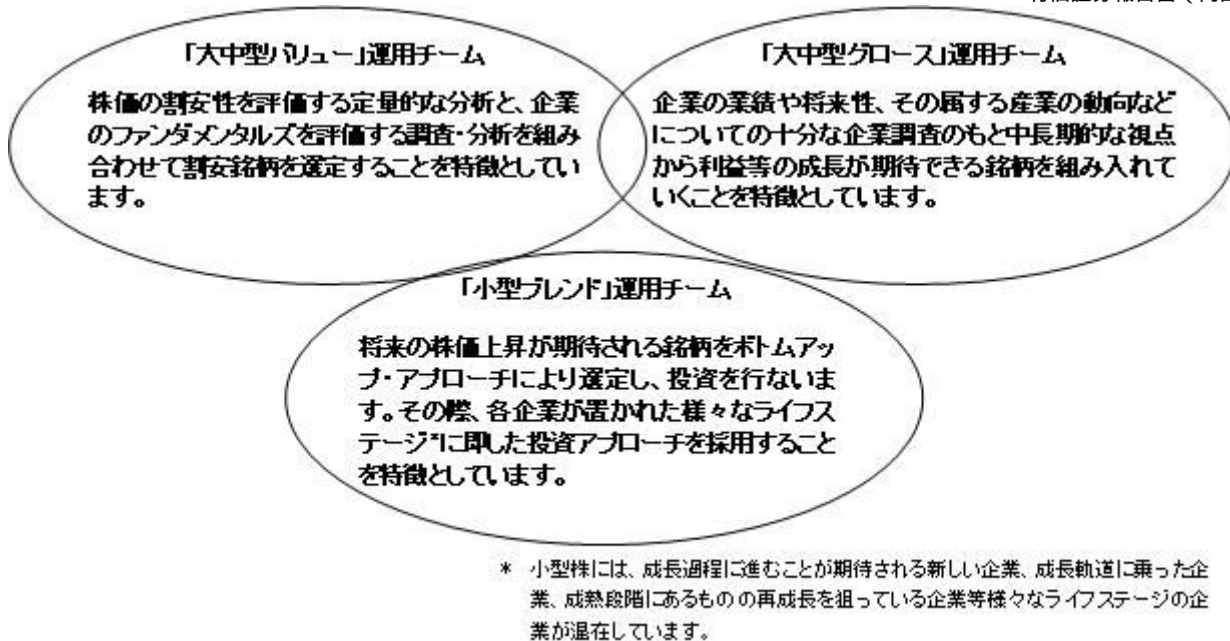 「大中型バリュー」運用チーム
株価の割安性を評価する定量的な分析と、企業
のファンダメンタルズを評価する調査・分析を組み
合わせて割安銘柄を選定することを特徴としてい
ます。
「大中型グロース」運用チーム
企業の業績や将来性、その属する産業の動向など
についての十分な企業調査のもと中長期的な視点
から利益等の成長が期待できる銘柄を組み入れて
いくことを特徴としています。
「小型ブレンド」運用チーム
将来の株価上昇が期待される銘柄をボトムアッ
プ・アプローチにより選定し、投資を行ないま
す。その際、各企業が置かれた様々なライフス
テージ*に即した投資アプローチを採用すること
を特徴としています。
* 小型株には、成長過程に進むことが期待される新しい企業、成長軌道に乗った企
業、成熟段階にあるものの再成長を狙っている企業等様々なライフステージの企
業が混在しています。